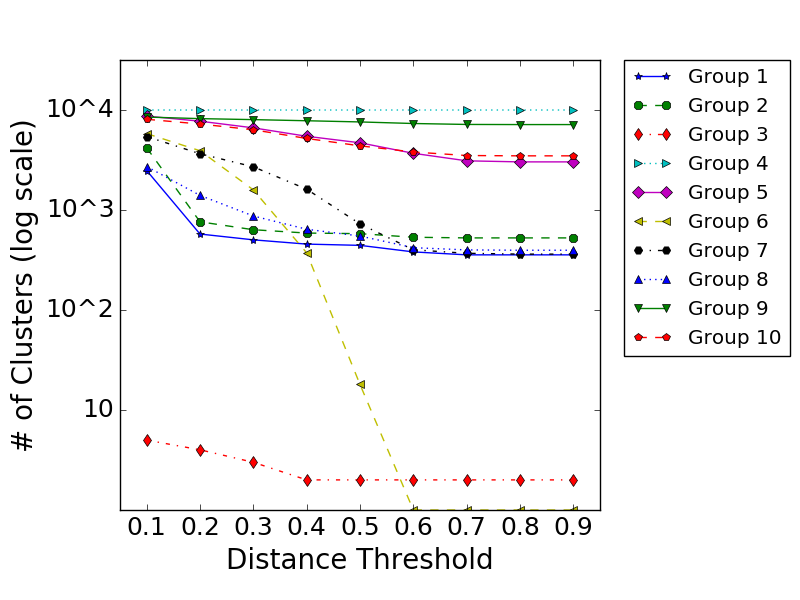 10^4
10^3
10^2
10
# of Clusters (log scale)
0.1 0.2 0.3 0.4 0.5 0.6 0.7 0.8 0.9
Distance Threshold
Group 1
Group 2
Group 3
Group 4
Group 5
Group 6
Group 7
Group 8
Group 9
Group 10